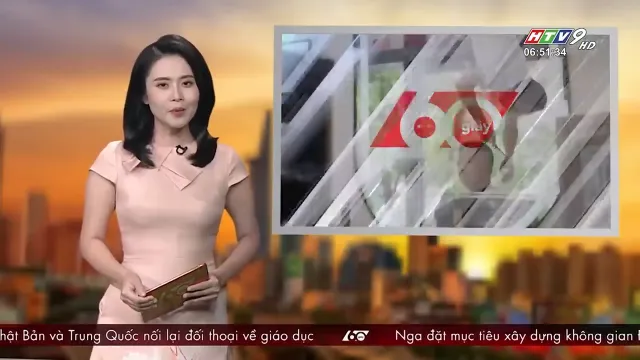 HTV9 HD
06:51:34
60 giây
hật Bản và Trung Quốc nối lại đối thoại về giáo dục 60 Nga đặt mục tiêu xây dựng không gian